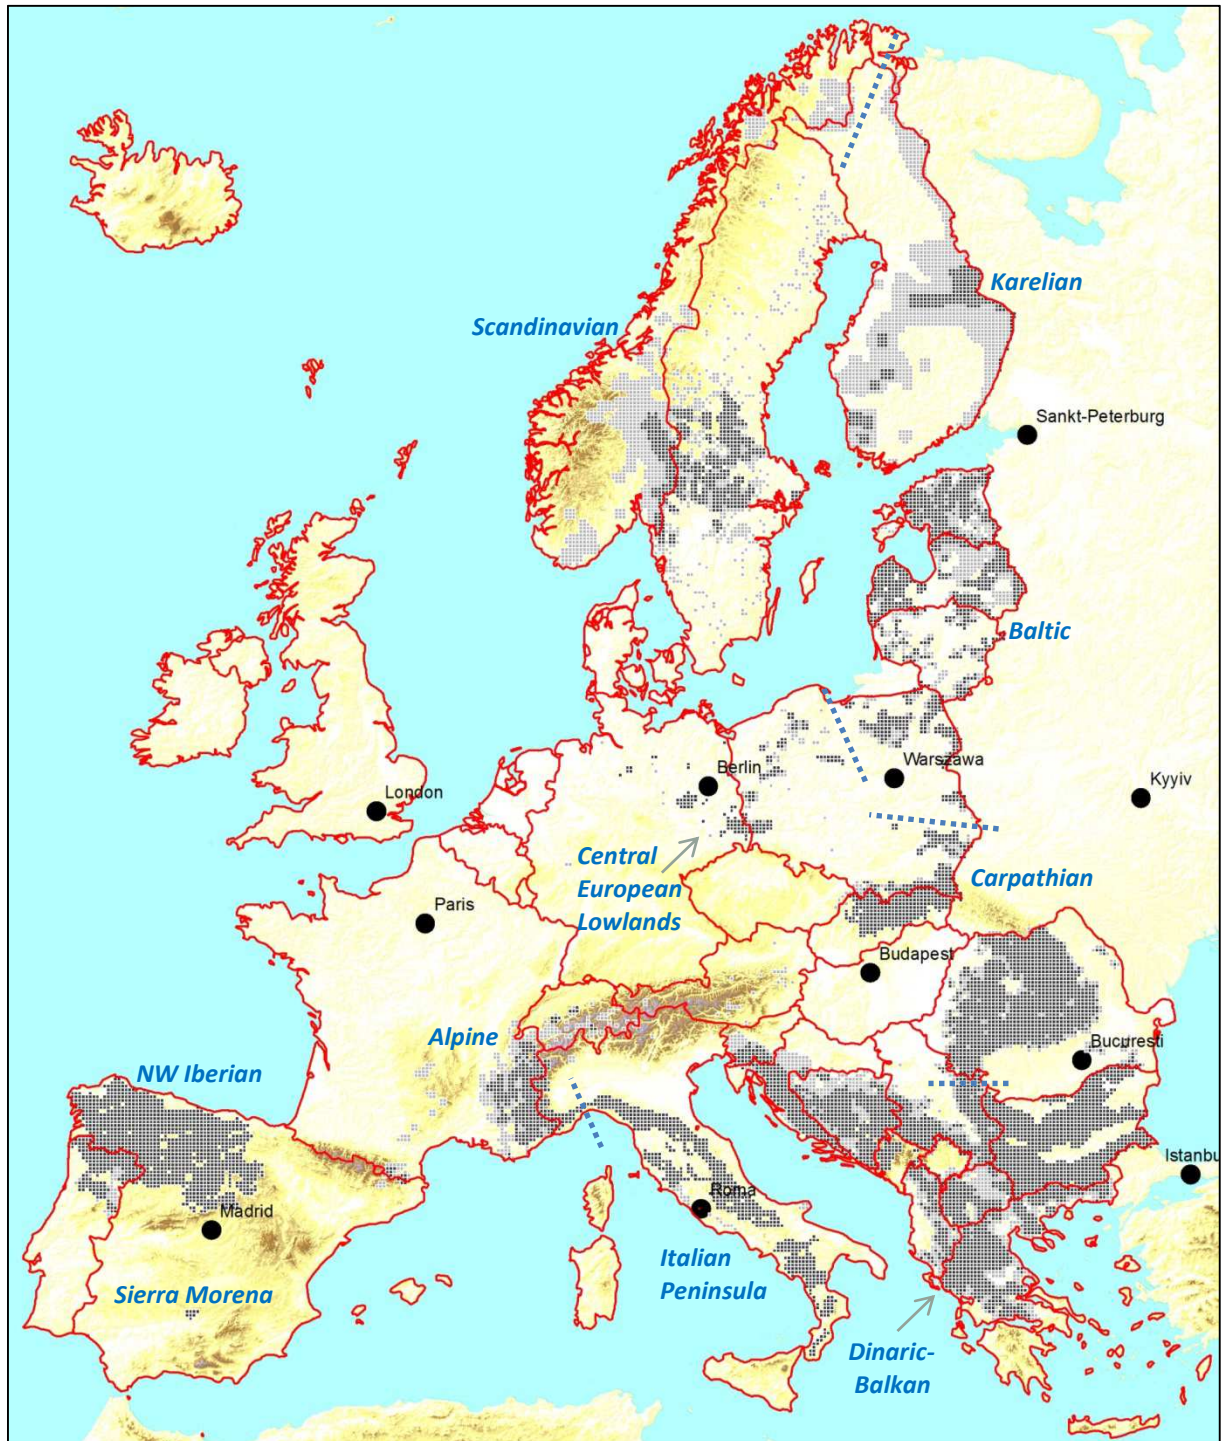 Karelian
Scandinavian
Sankt-Peterburg
Baltic
Berlin
Warszawa
Kyyiv
London
Central
European
Lowlands
Carpathian
Paris
Budapest
Alpine
Bucuresti
NW Iberian
Istanbu
Roma
Madrid
Italian
Peninsula
Sierra Morena
Dinaric-
Balkan